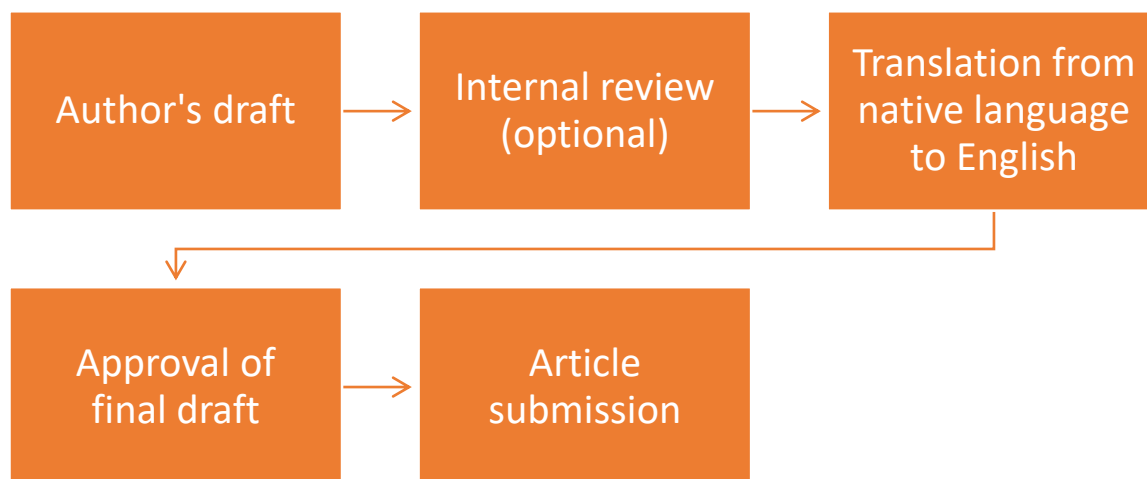 Author's draft
Internal review
(optional)
Translation from
native language
to English
Approval of
final draft
Article
submission